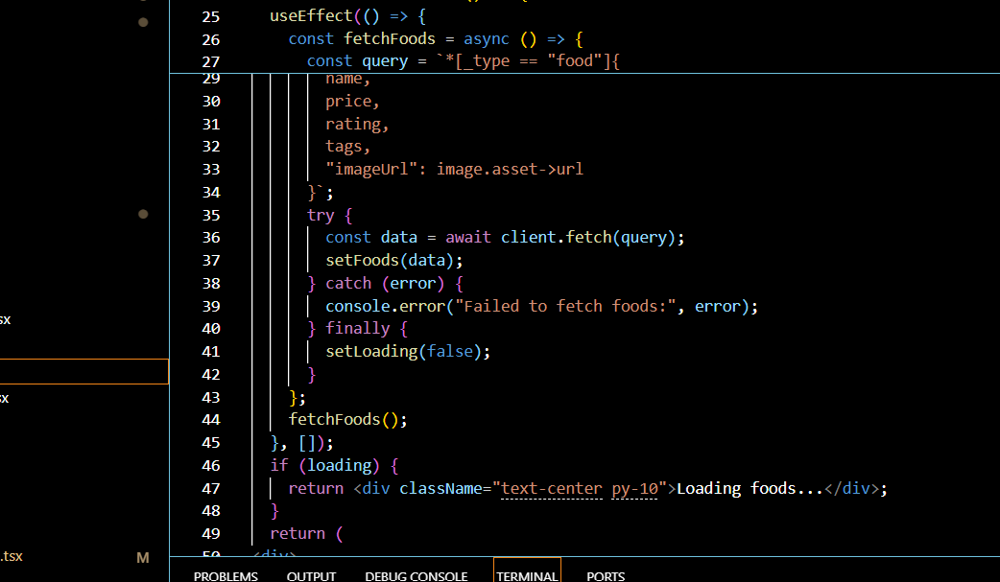 25 useEffect(() => {
26 const fetchFoods = async () => {
27 const query = `*[_type == "food"]{
29 name,
30 price,
31 rating,
32 tags,
33 "imageUrl": image.asset->url
34 }`;
35 try {
36 const data = await client.fetch(query);
37 setFoods(data);
38 } catch (error) {
39 console.error("Failed to fetch foods:", error);
40 } finally {
sx
41 setLoading(false);
42 }
43 };
sx
44 fetchFoods();
45 }, []);
46 if (loading) {
47 return <div className="text-center py-10">Loading foods...</div>;
48 }
49 return (
50 <div>
.tsx M
PROBLEMS OUTPUT DEBUG CONSOLE TERMINAL PORTS